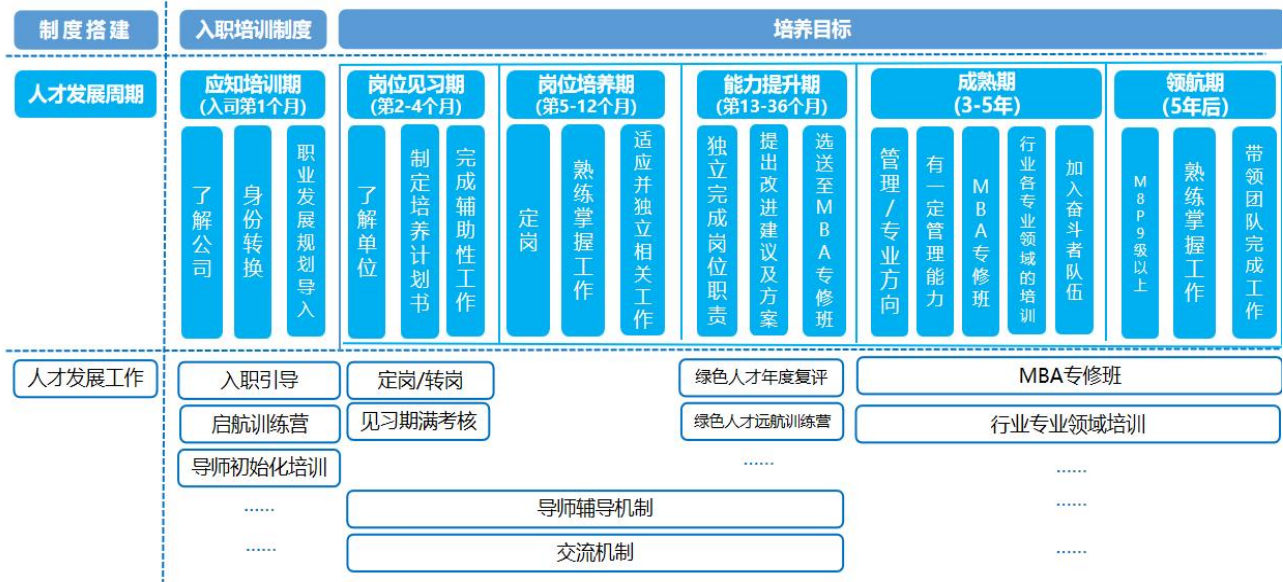 制度搭建
入职培训制度
培养目标
人才发展周期
应知培训期
(入司第1个月)
岗位见习期
(第2-4个月)
岗位培养期
(第5-12个月)
能力提升期
(第13-36个月)
成熟期
(3-5年)
领航期
(5年后)
了解公司
身份转换
职业发展规划导入
了解单位
制定培养计划书
完成辅助性工作
定岗
熟练掌握工作
适应并独立相关工作
独立完成岗位职责
提出改进建议及方案
选送至MBA专修班
管理/专业方向
有一定管理能力
MBA专修班
行业各专业领域的培训
加入奋斗者队伍
M8P9级以上
熟练掌握工作
带领团队完成工作
人才发展工作
入职引导
定岗/转岗
绿色人才年度复评
MBA专修班
启航训练营
见习期满考核
绿色人才远航训练营
行业专业领域培训
导师初始化培训
......
......
......
导师辅导机制
......
......
交流机制
......